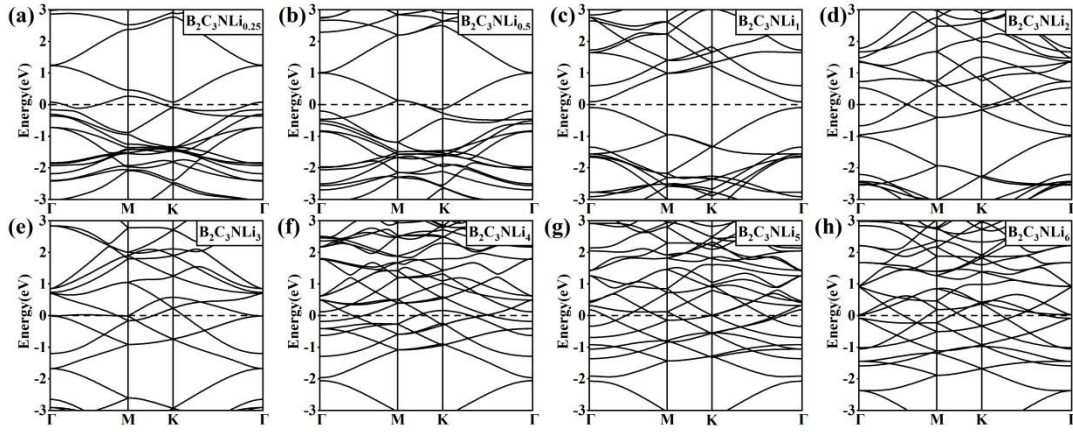 (a) B₂C₃NLi₀.₂₅
Energy(eV)
3
2
1
0
-1
-2
-3
Γ M K Γ
(b) B₂C₃NLi₀.₅
Energy(eV)
3
2
1
0
-1
-2
-3
Γ M K Γ
(c) B₂C₃NLi₁
Energy(eV)
3
2
1
0
-1
-2
-3
Γ M K Γ
(d) B₂C₃NLi₂
Energy(eV)
3
2
1
0
-1
-2
-3
Γ M K Γ
(e) B₂C₃NLi₃
Energy(eV)
3
2
1
0
-1
-2
-3
Γ M K Γ
(f) B₂C₃NLi₄
Energy(eV)
3
2
1
0
-1
-2
-3
Γ M K Γ
(g) B₂C₃NLi₅
Energy(eV)
3
2
1
0
-1
-2
-3
Γ M K Γ
(h) B₂C₃NLi₆
Energy(eV)
3
2
1
0
-1
-2
-3
Γ M K Γ